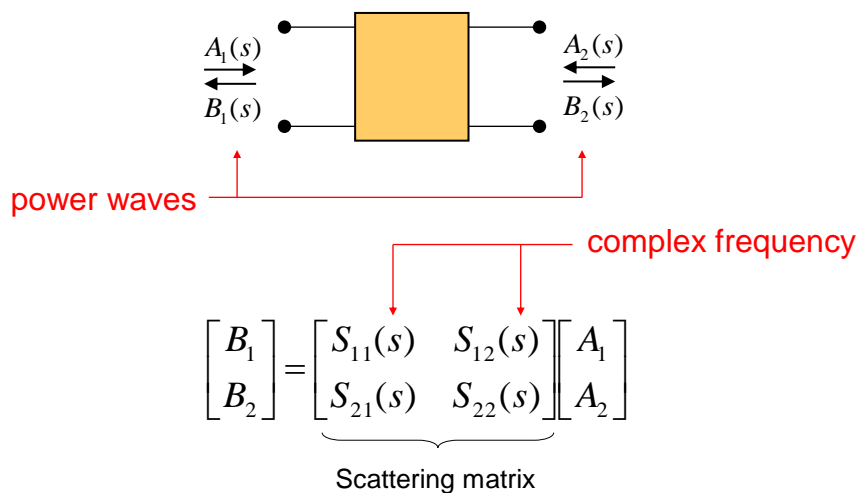 A₁(s) A₂(s)
B₁(s) B₂(s)
power waves
complex frequency
[B₁] = [S₁₁(s) S₁₂(s)] [A₁]
[B₂] [S₂₁(s) S₂₂(s)] [A₂]
Scattering matrix